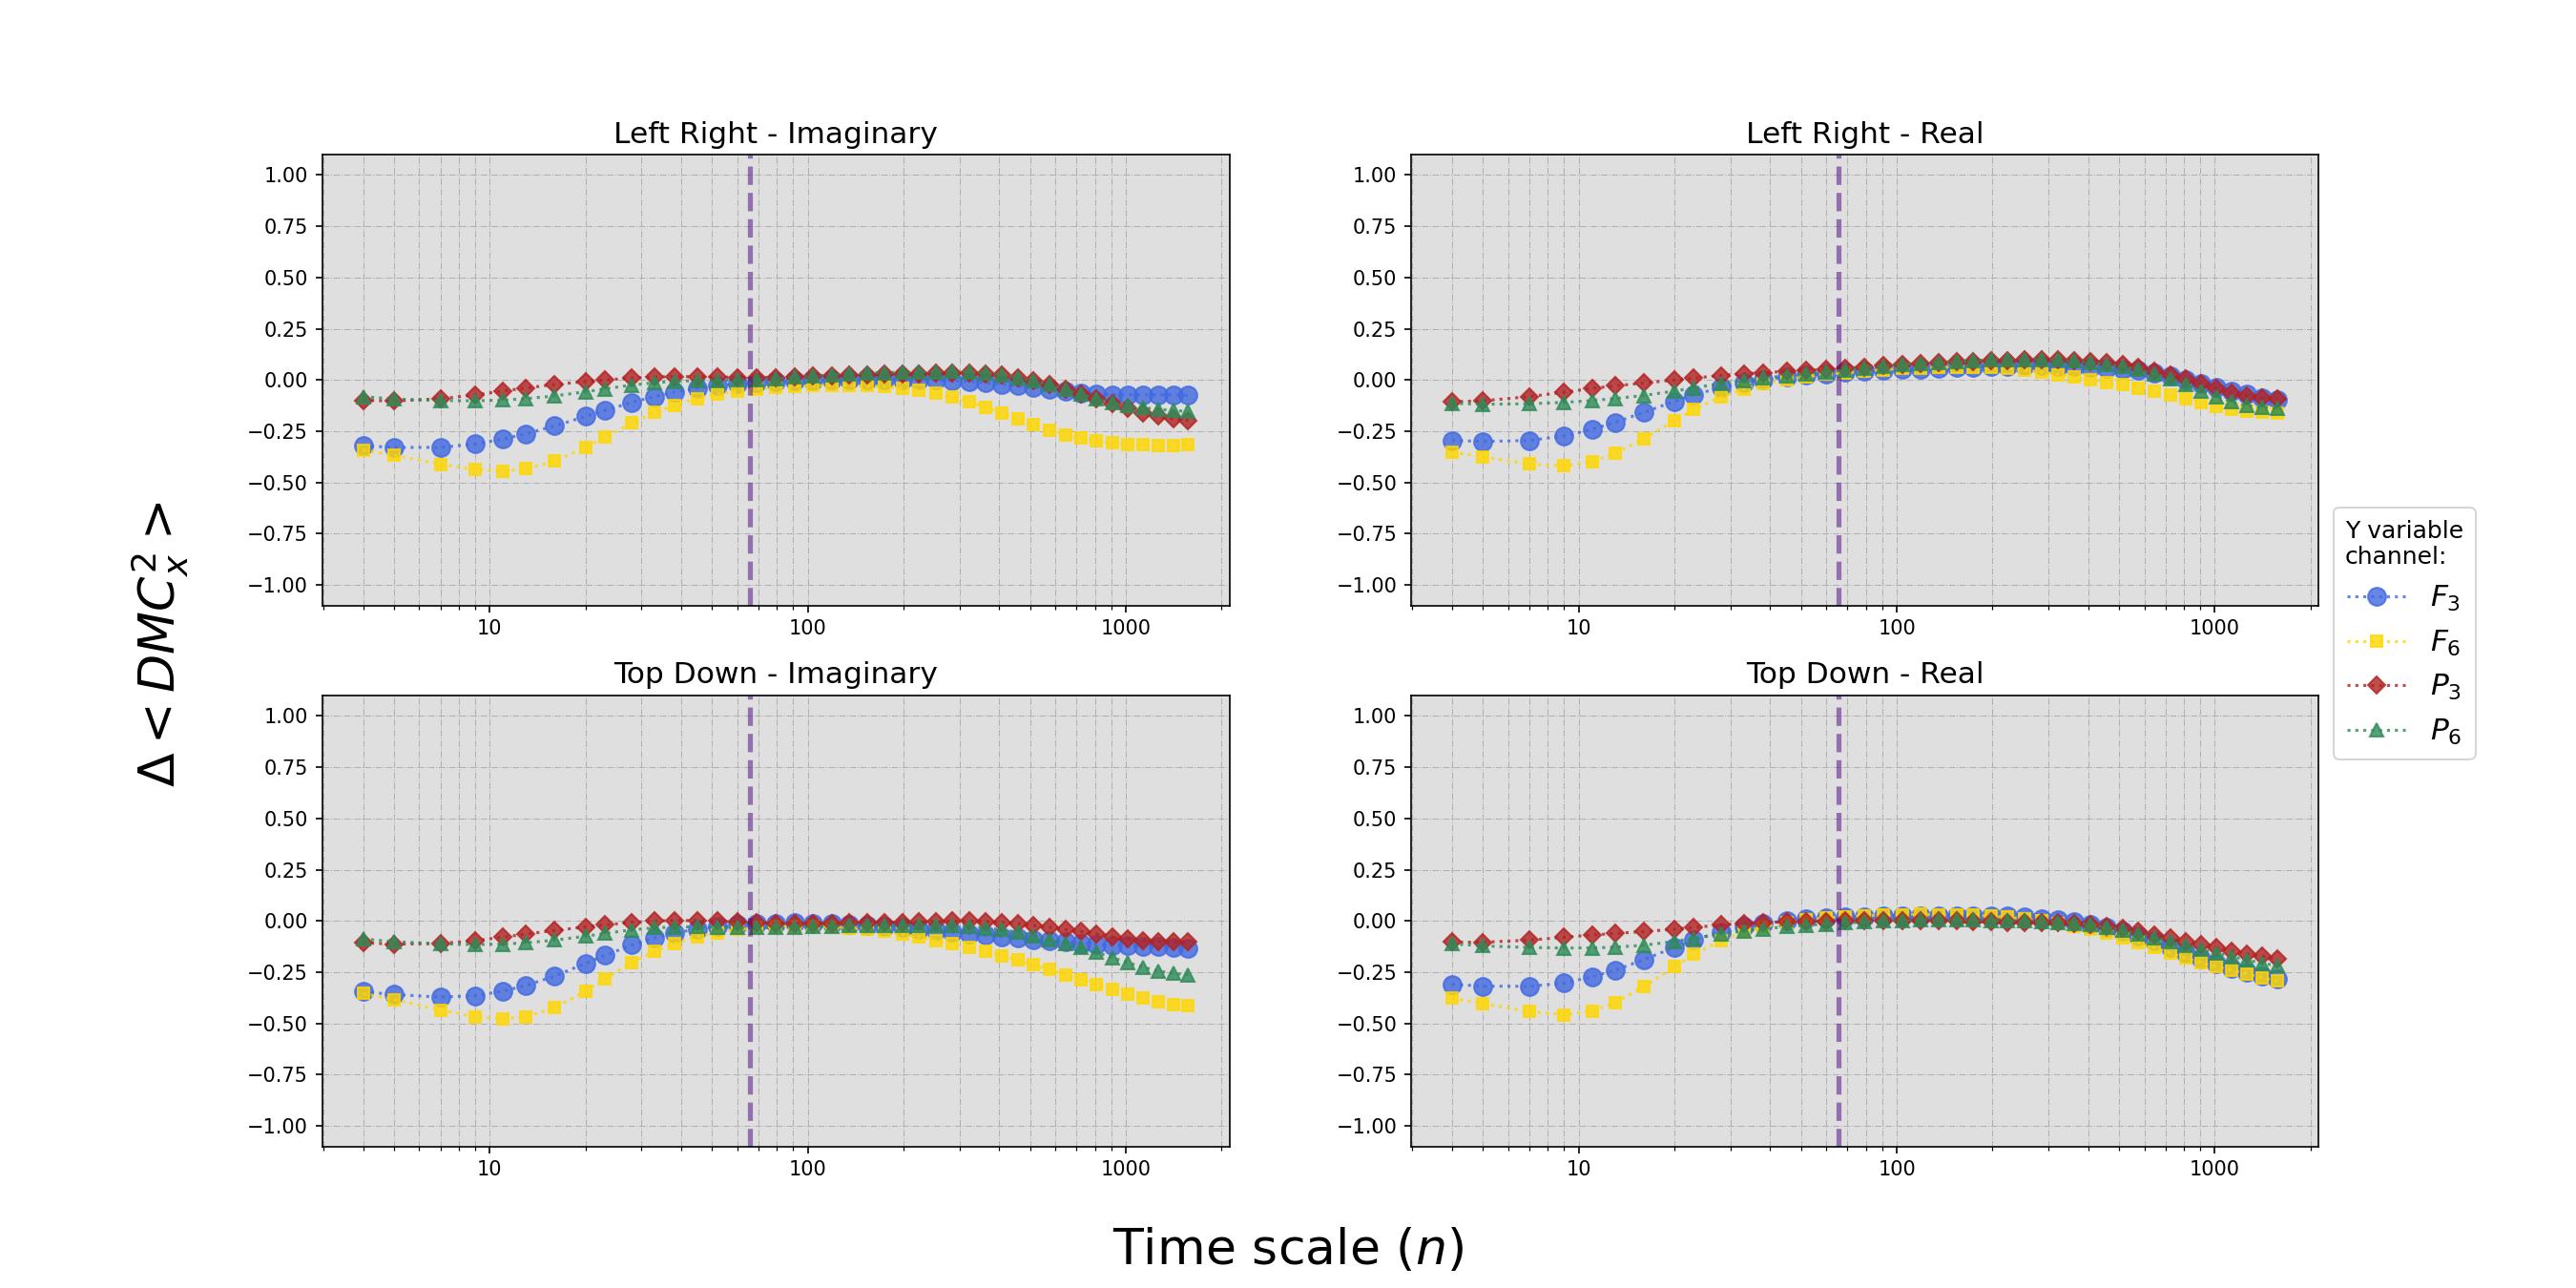 Left Right - Imaginary
1.00
0.75
0.50
0.25
0.00
−0.25
−0.50
−0.75
−1.00
10 100 1000
Left Right - Real
1.00
0.75
0.50
0.25
0.00
−0.25
−0.50
−0.75
−1.00
10 100 1000
Top Down - Imaginary
1.00
0.75
0.50
0.25
0.00
−0.25
−0.50
−0.75
−1.00
10 100 1000
Top Down - Real
1.00
0.75
0.50
0.25
0.00
−0.25
−0.50
−0.75
−1.00
10 100 1000
Δ < DMC²ₓ >
Time scale (n)
Y variable
channel:
F₃
F₆
P₃
P₆